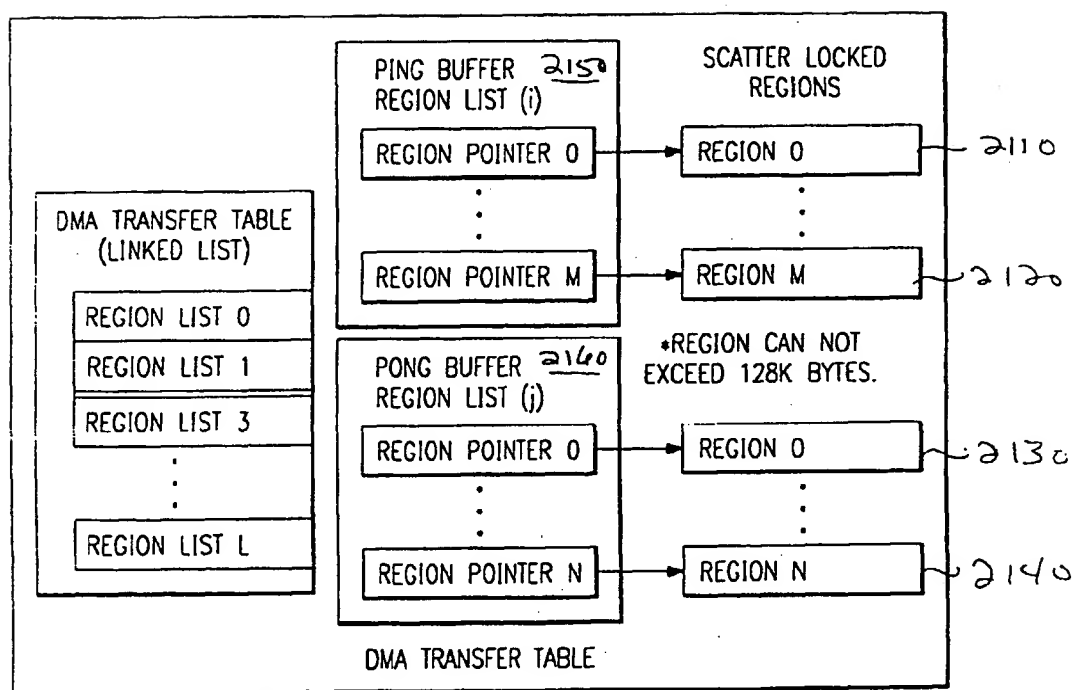 DMA TRANSFER TABLE
(LINKED LIST)
REGION LIST 0
REGION LIST 1
REGION LIST 3
REGION LIST L
PING BUFFER 2150
REGION LIST (i)
REGION POINTER 0
REGION POINTER M
PONG BUFFER 2160
REGION LIST (j)
REGION POINTER 0
REGION POINTER N
SCATTER LOCKED
REGIONS
REGION 0
2110
REGION M
2120
*REGION CAN NOT
EXCEED 128K BYTES.
REGION 0
2130
REGION N
2140
DMA TRANSFER TABLE